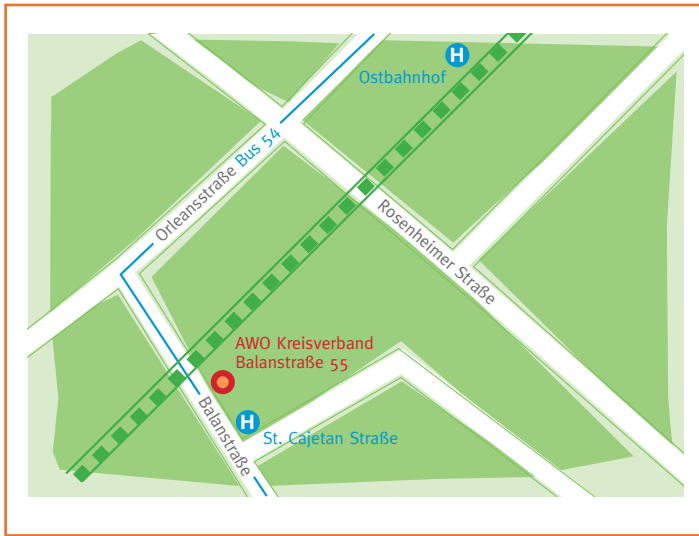 H
Ostbahnhof
Orleansstraße Bus 54
Rosenheimer Straße
AWO Kreisverband
Balanstraße 55
H
St. Cajetan Straße
Balanstraße